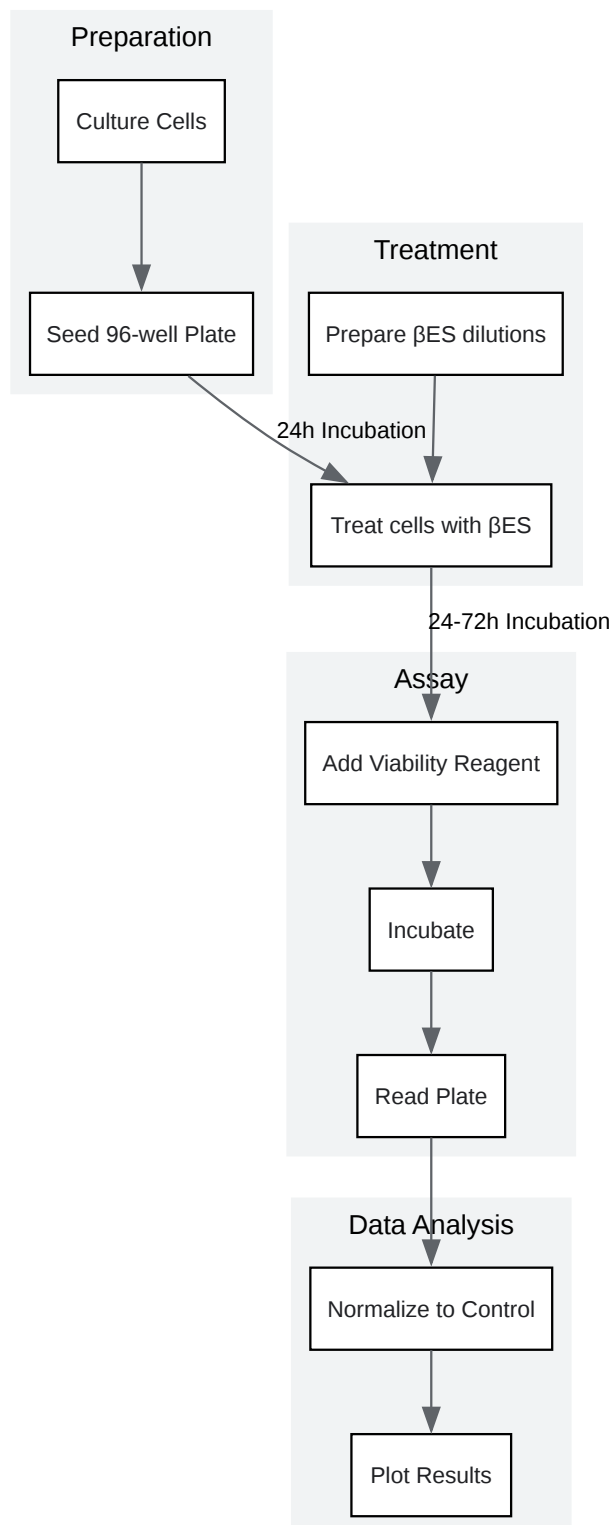 Preparation
Culture Cells
Seed 96-well Plate
Treatment
Prepare βES dilutions
24h Incubation
Treat cells with βES
24-72h Incubation
Assay
Add Viability Reagent
Incubate
Read Plate
Data Analysis
Normalize to Control
Plot Results